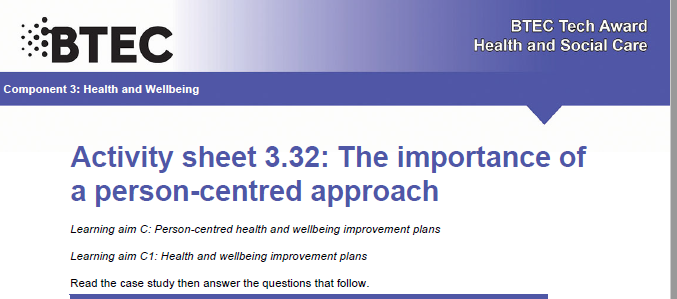 BTEC
BTEC Tech Award
Health and Social Care
Component 3: Health and Wellbeing
Activity sheet 3.32: The importance of
a person-centred approach
Learning aim C: Person-centred health and wellbeing improvement plans
Learning aim C1: Health and wellbeing improvement plans
Read the case study then answer the questions that follow.